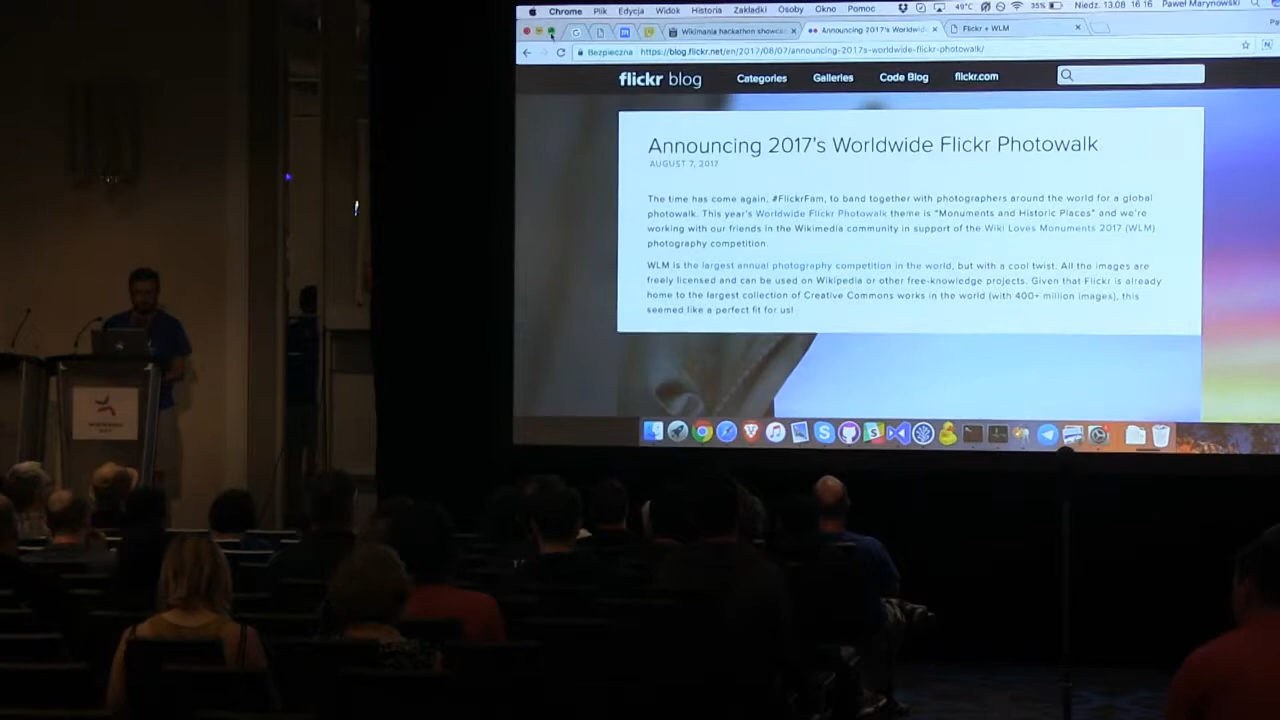 Chrome Plik Edycja Widok Historia Zakładki Osoby Okno Pomoc 49°C 35% Niedz. 13.08 16 16 Paweł Marynowski
Wikimania hackathon showcas Announcing 2017's Worldwid Flickr + WLM
Bezpieczna https://blog.flickr.net/en/2017/08/07/announcing-2017s-worldwide-flickr-photowalk/
flickr blog Categories Galleries Code Blog flickr.com
Announcing 2017's Worldwide Flickr Photowalk
AUGUST 7, 2017
The time has come again, #FlickrFam, to band together with photographers around the world for a global
photowalk. This year's Worldwide Flickr Photowalk theme is "Monuments and Historic Places" and we're
working with our friends in the Wikimedia community in support of the Wiki Loves Monuments 2017 (WLM)
photography competition.
WLM is the largest annual photography competition in the world, but with a cool twist. All the images are
freely licensed and can be used on Wikipedia or other free-knowledge projects. Given that Flickr is already
home to the largest collection of Creative Commons works in the world (with 400+ million images), this
seemed like a perfect fit for us!